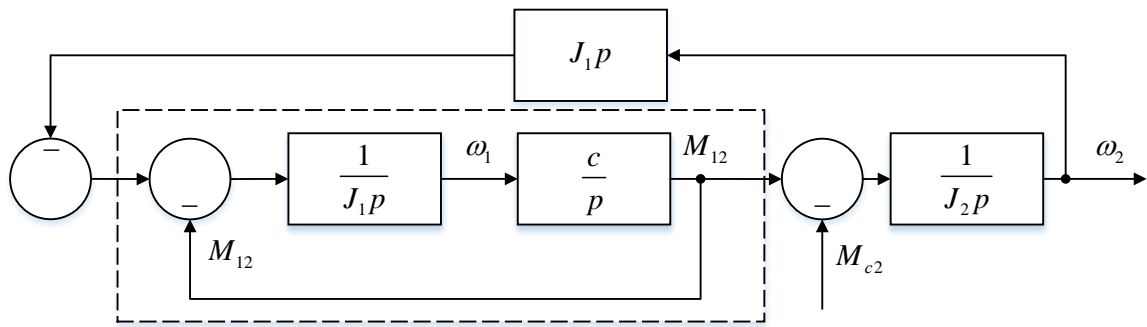 J₁p
−
−
1/(J₁p)
ω₁
c/p
M₁₂
−
1/(J₂p)
ω₂
M₁₂
M_c2